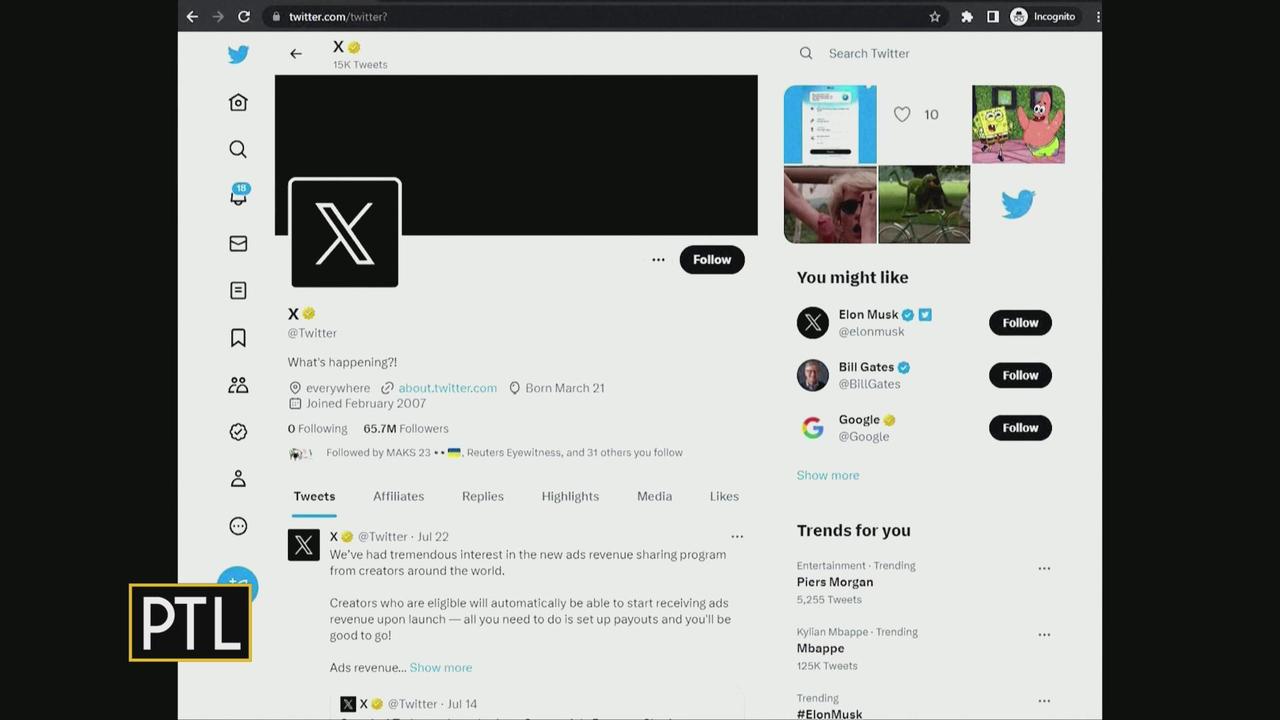 twitter.com/twitter?
Incognito
X
15K Tweets
Search Twitter
10
18
X
Follow
X
@Twitter
What's happening?!
everywhere about.twitter.com Born March 21
Joined February 2007
0 Following 65.7M Followers
Followed by MAKS 23 👀🇺🇦, Reuters Eyewitness, and 31 others you follow
Tweets Affiliates Replies Highlights Media Likes
X @Twitter · Jul 22
We've had tremendous interest in the new ads revenue sharing program
from creators around the world.
Creators who are eligible will automatically be able to start receiving ads
revenue upon launch — all you need to do is set up payouts and you'll be
good to go!
Ads revenue... Show more
X @Twitter · Jul 14
You might like
Elon Musk
@elonmusk
Follow
Bill Gates
@BillGates
Follow
Google
@Google
Follow
Show more
Trends for you
Entertainment · Trending
Piers Morgan
5,255 Tweets
Kylian Mbappe · Trending
Mbappe
125K Tweets
Trending
#ElonMusk
PTL